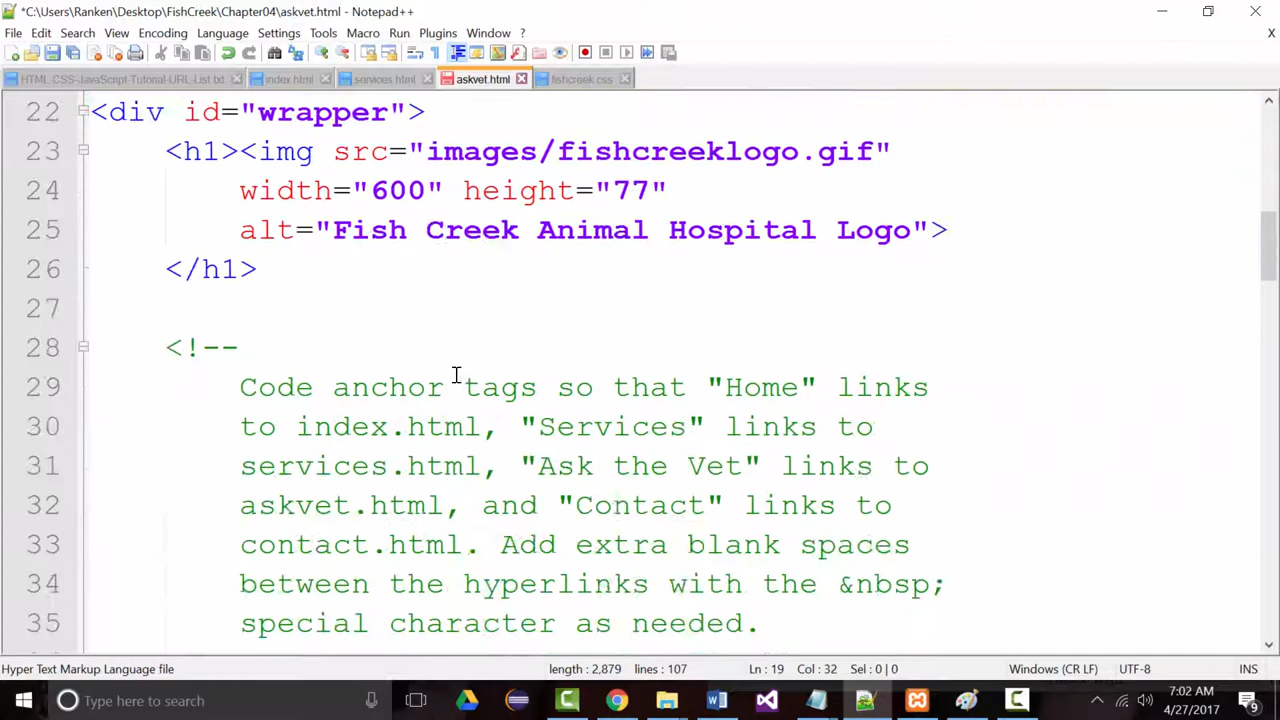 *C:\Users\Ranken\Desktop\FishCreek\Chapter04\askvet.html - Notepad++
File Edit Search View Encoding Language Settings Tools Macro Run Plugins Window ? X
HTML CSS-JavaScript-Tutorial-URL-List.txt index.html services.html askvet.html fishcreek.css
22 <div id="wrapper">
23 <h1><img src="images/fishcreeklogo.gif"
24 width="600" height="77"
25 alt="Fish Creek Animal Hospital Logo">
26 </h1>
27
28 <!--
29 Code anchor tags so that "Home" links
30 to index.html, "Services" links to
31 services.html, "Ask the Vet" links to
32 askvet.html, and "Contact" links to
33 contact.html. Add extra blank spaces
34 between the hyperlinks with the &nbsp;
35 special character as needed.
Hyper Text Markup Language file length : 2,879 lines : 107 Ln : 19 Col : 32 Sel : 0 | 0 Windows (CR LF) UTF-8 INS
Type here to search 7:02 AM
4/27/2017 9